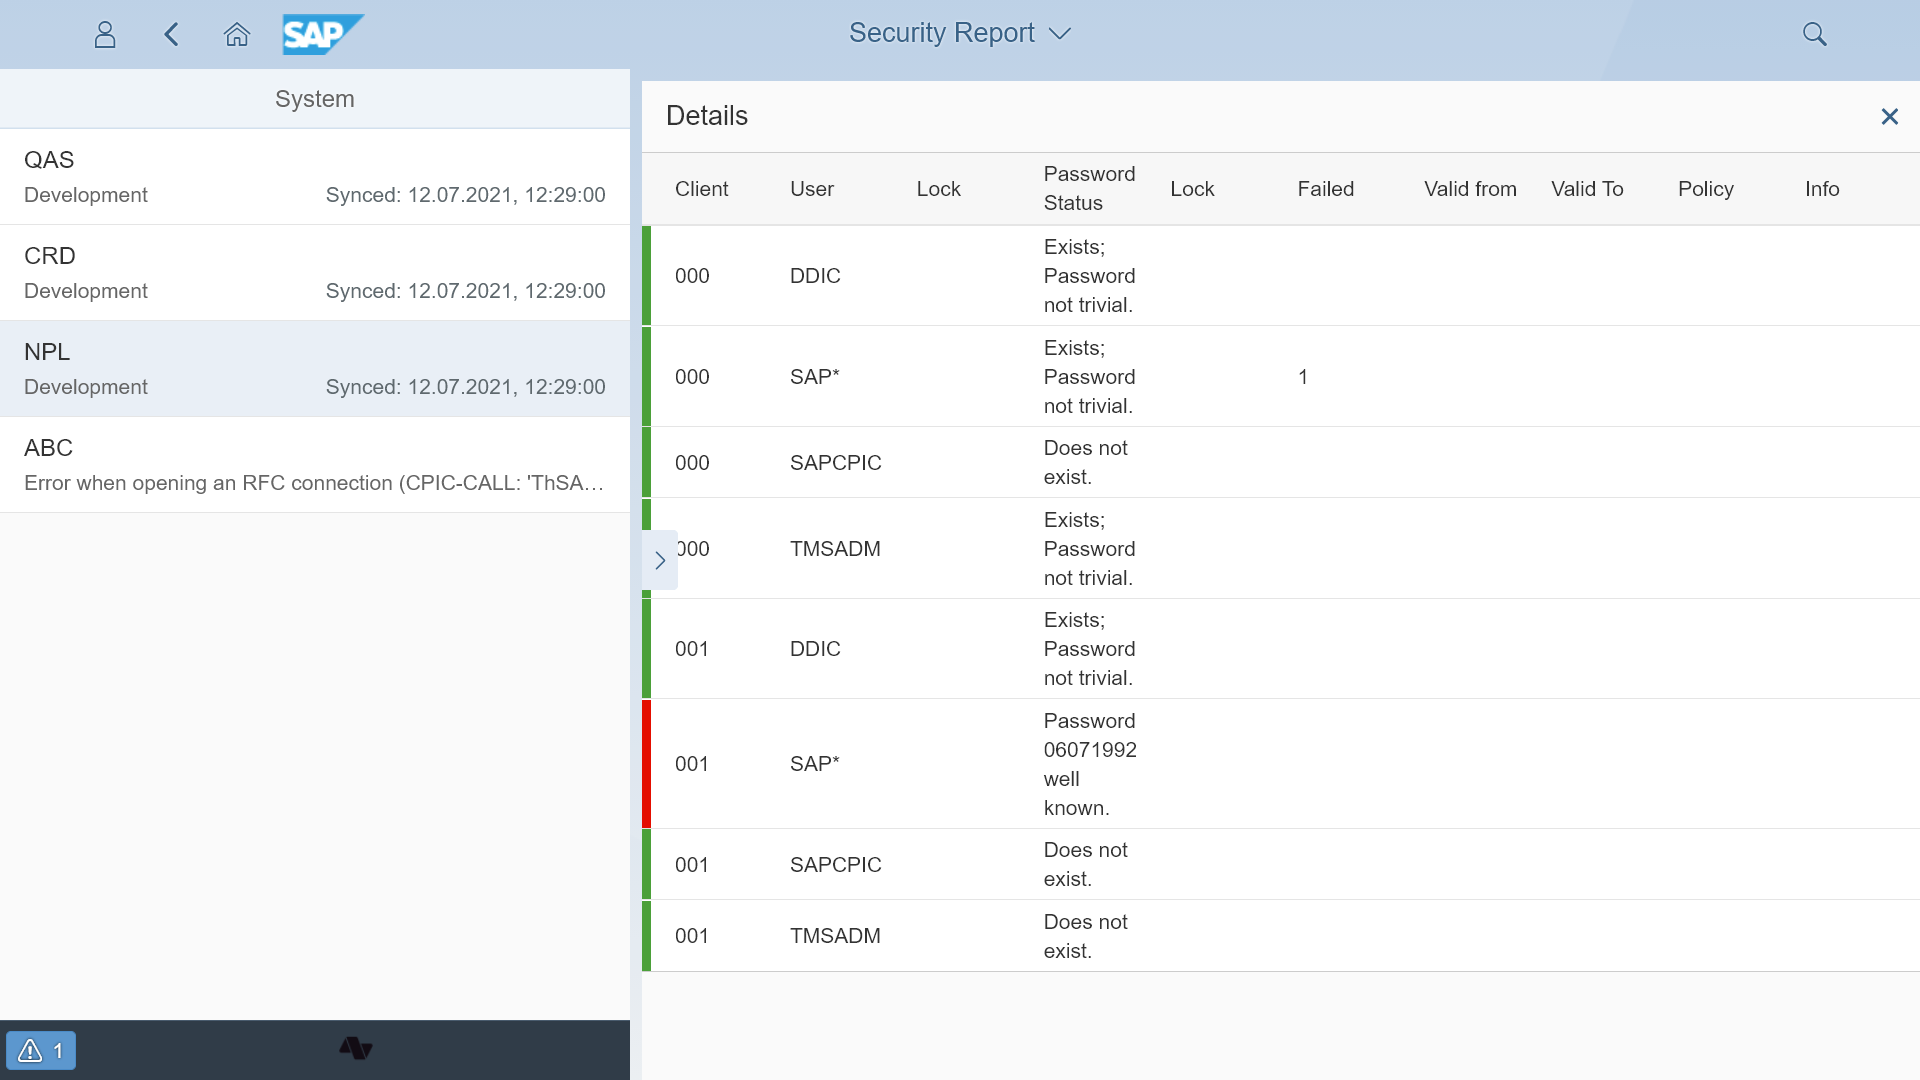 SAP
Security Report
System
QAS
Development Synced: 12.07.2021, 12:29:00
CRD
Development Synced: 12.07.2021, 12:29:00
NPL
Development Synced: 12.07.2021, 12:29:00
ABC
Error when opening an RFC connection (CPIC-CALL: 'ThSA…
1
Details
Client User Lock Password Status Lock Failed Valid from Valid To Policy Info
000 DDIC Exists;
Password
not trivial.
000 SAP* Exists; 
Password 1
not trivial.
000 SAPCPIC Does not
exist.
000 TMSADM Exists;
Password
not trivial.
001 DDIC Exists;
Password
not trivial.
001 SAP* Password
06071992
well
known.
001 SAPCPIC Does not
exist.
001 TMSADM Does not
exist.